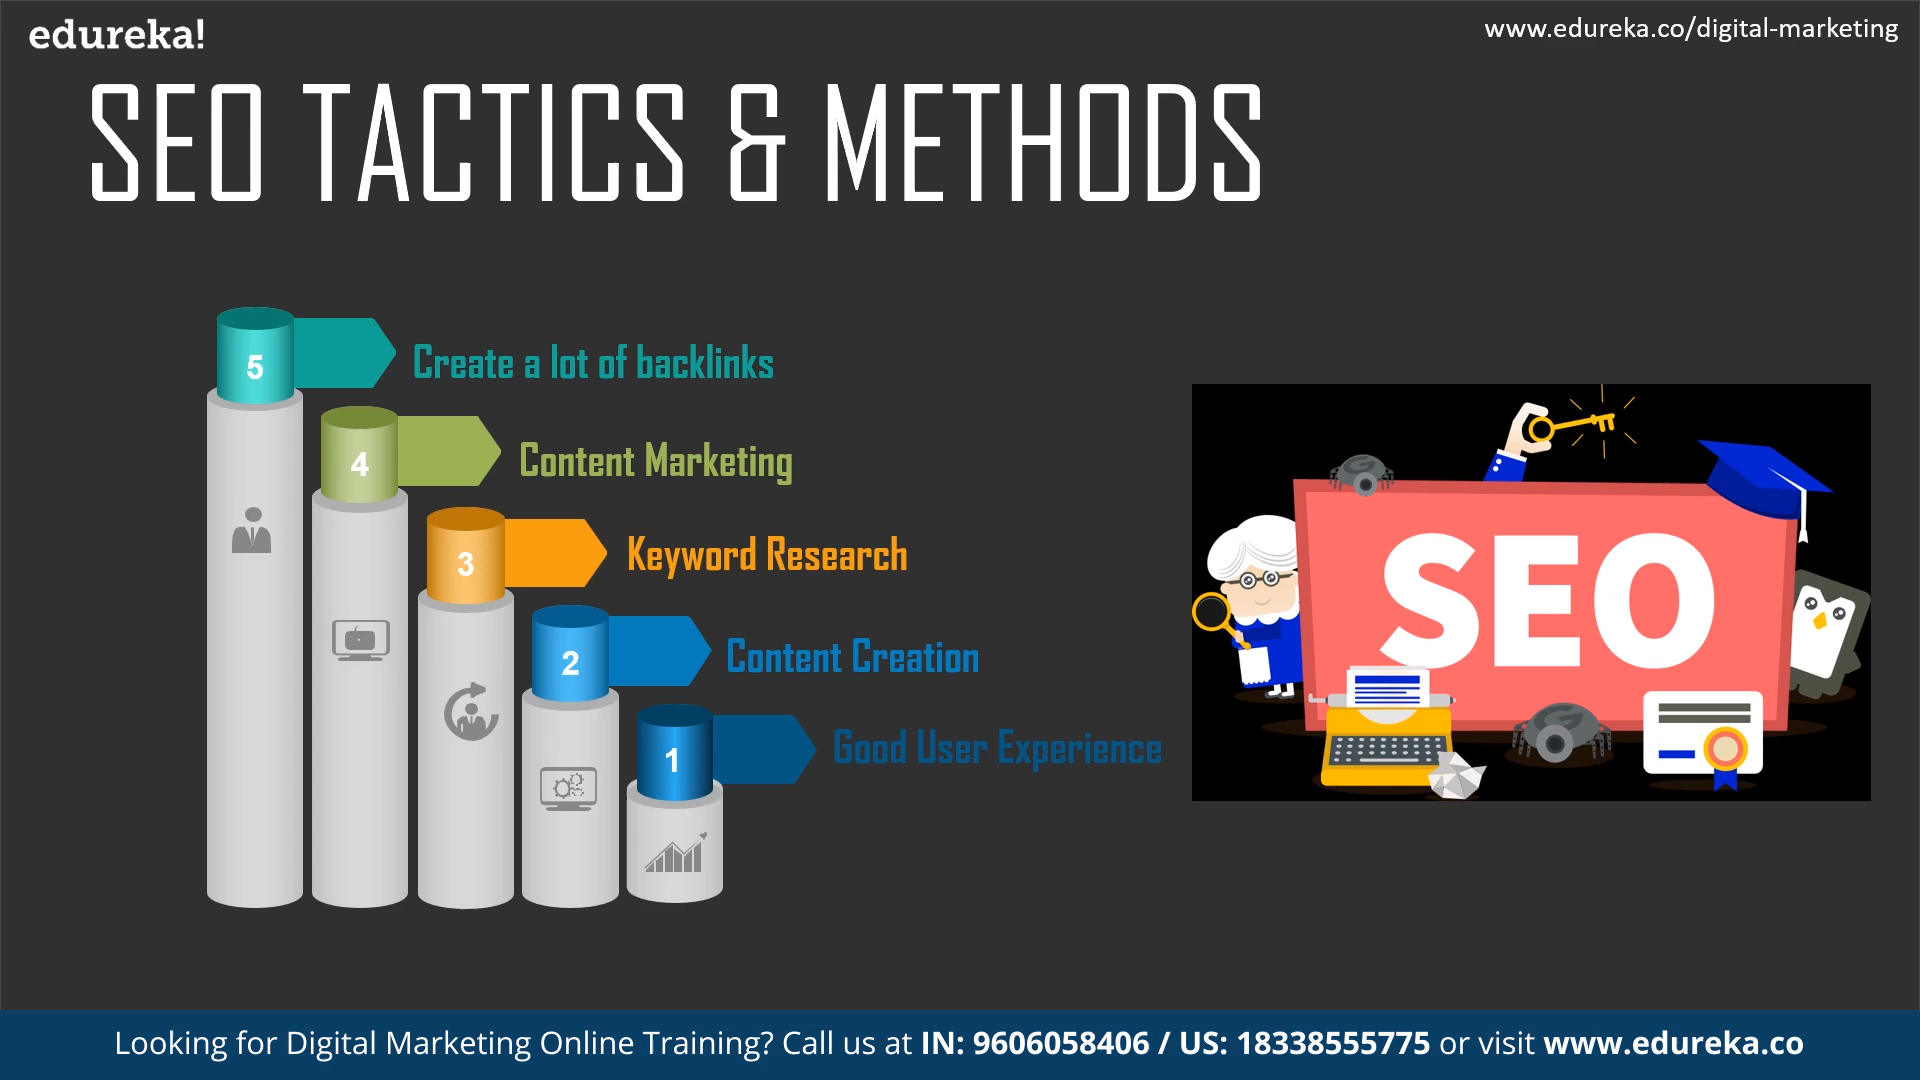 edureka!
www.edureka.co/digital-marketing
SEO TACTICS & METHODS
5
Create a lot of backlinks
4
Content Marketing
3
Keyword Research
2
Content Creation
1
Good User Experience
SEO
Looking for Digital Marketing Online Training? Call us at IN: 9606058406 / US: 18338555775 or visit www.edureka.co